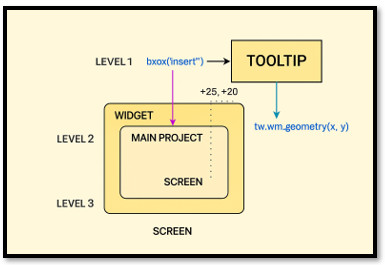 LEVEL 1
bxox('insert")
TOOLTIP
+25, +20
WIDGET
tw.wm_geometry(x, y)
LEVEL 2
MAIN PROJECT
SCREEN
LEVEL 3
SCREEN